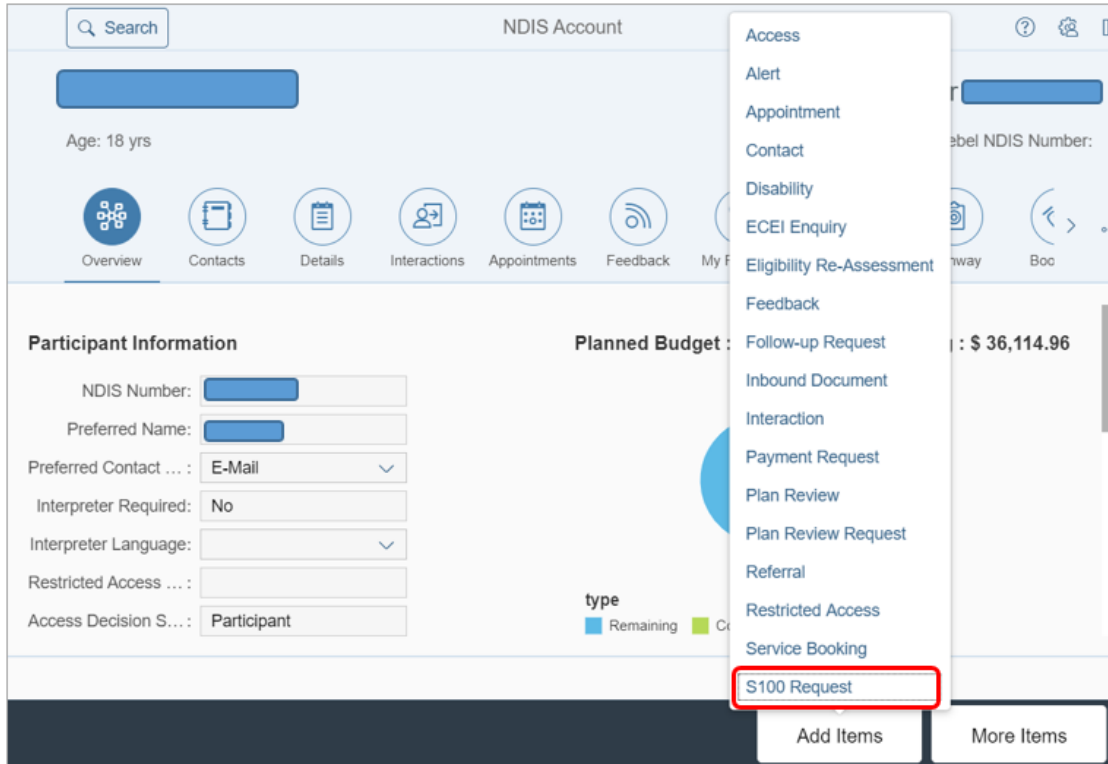 Search
NDIS Account
Age: 18 yrs
NDIS Number:
Overview
Contacts
Details
Interactions
Appointments
Feedback
My
Participant Information
NDIS Number:
Preferred Name:
Preferred Contact ... :
E-Mail
Interpreter Required:
No
Interpreter Language:
Restricted Access ... :
Access Decision S... :
Participant
Planned Budget :
: $ 36,114.96
type
Remaining
Access
Alert
Appointment
Contact
Disability
ECEI Enquiry
Eligibility Re-Assessment
Feedback
Follow-up Request
Inbound Document
Interaction
Payment Request
Plan Review
Plan Review Request
Referral
Restricted Access
Service Booking
S100 Request
Add Items
More Items